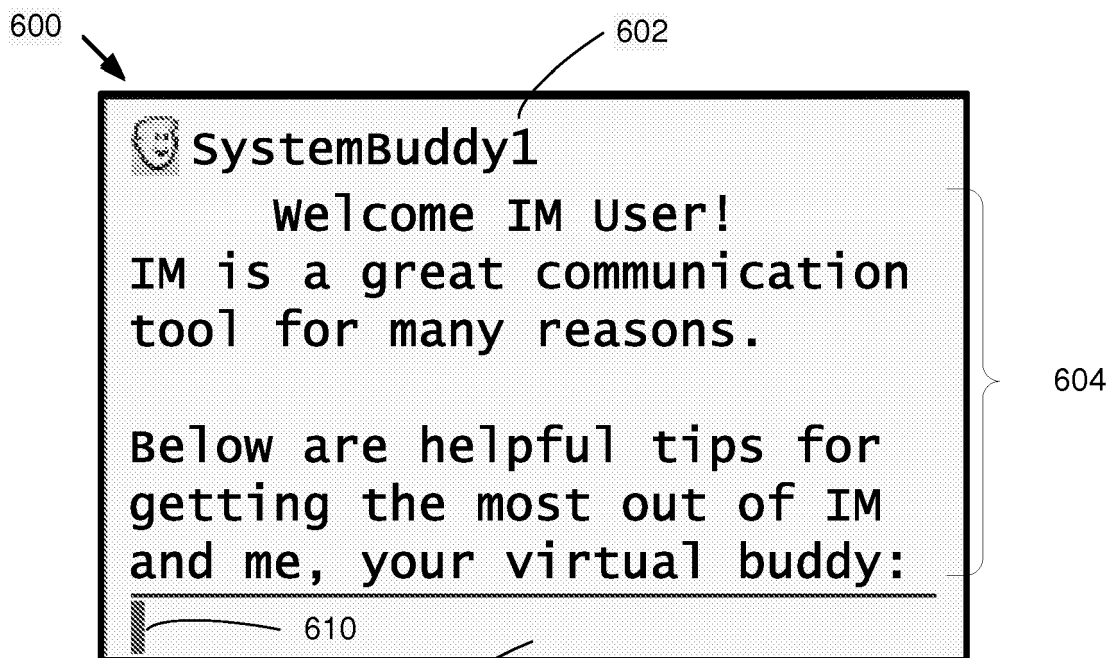 600
602
SystemBuddy1
Welcome IM User!
IM is a great communication
tool for many reasons.
604
Below are helpful tips for
getting the most out of IM
and me, your virtual buddy:
610